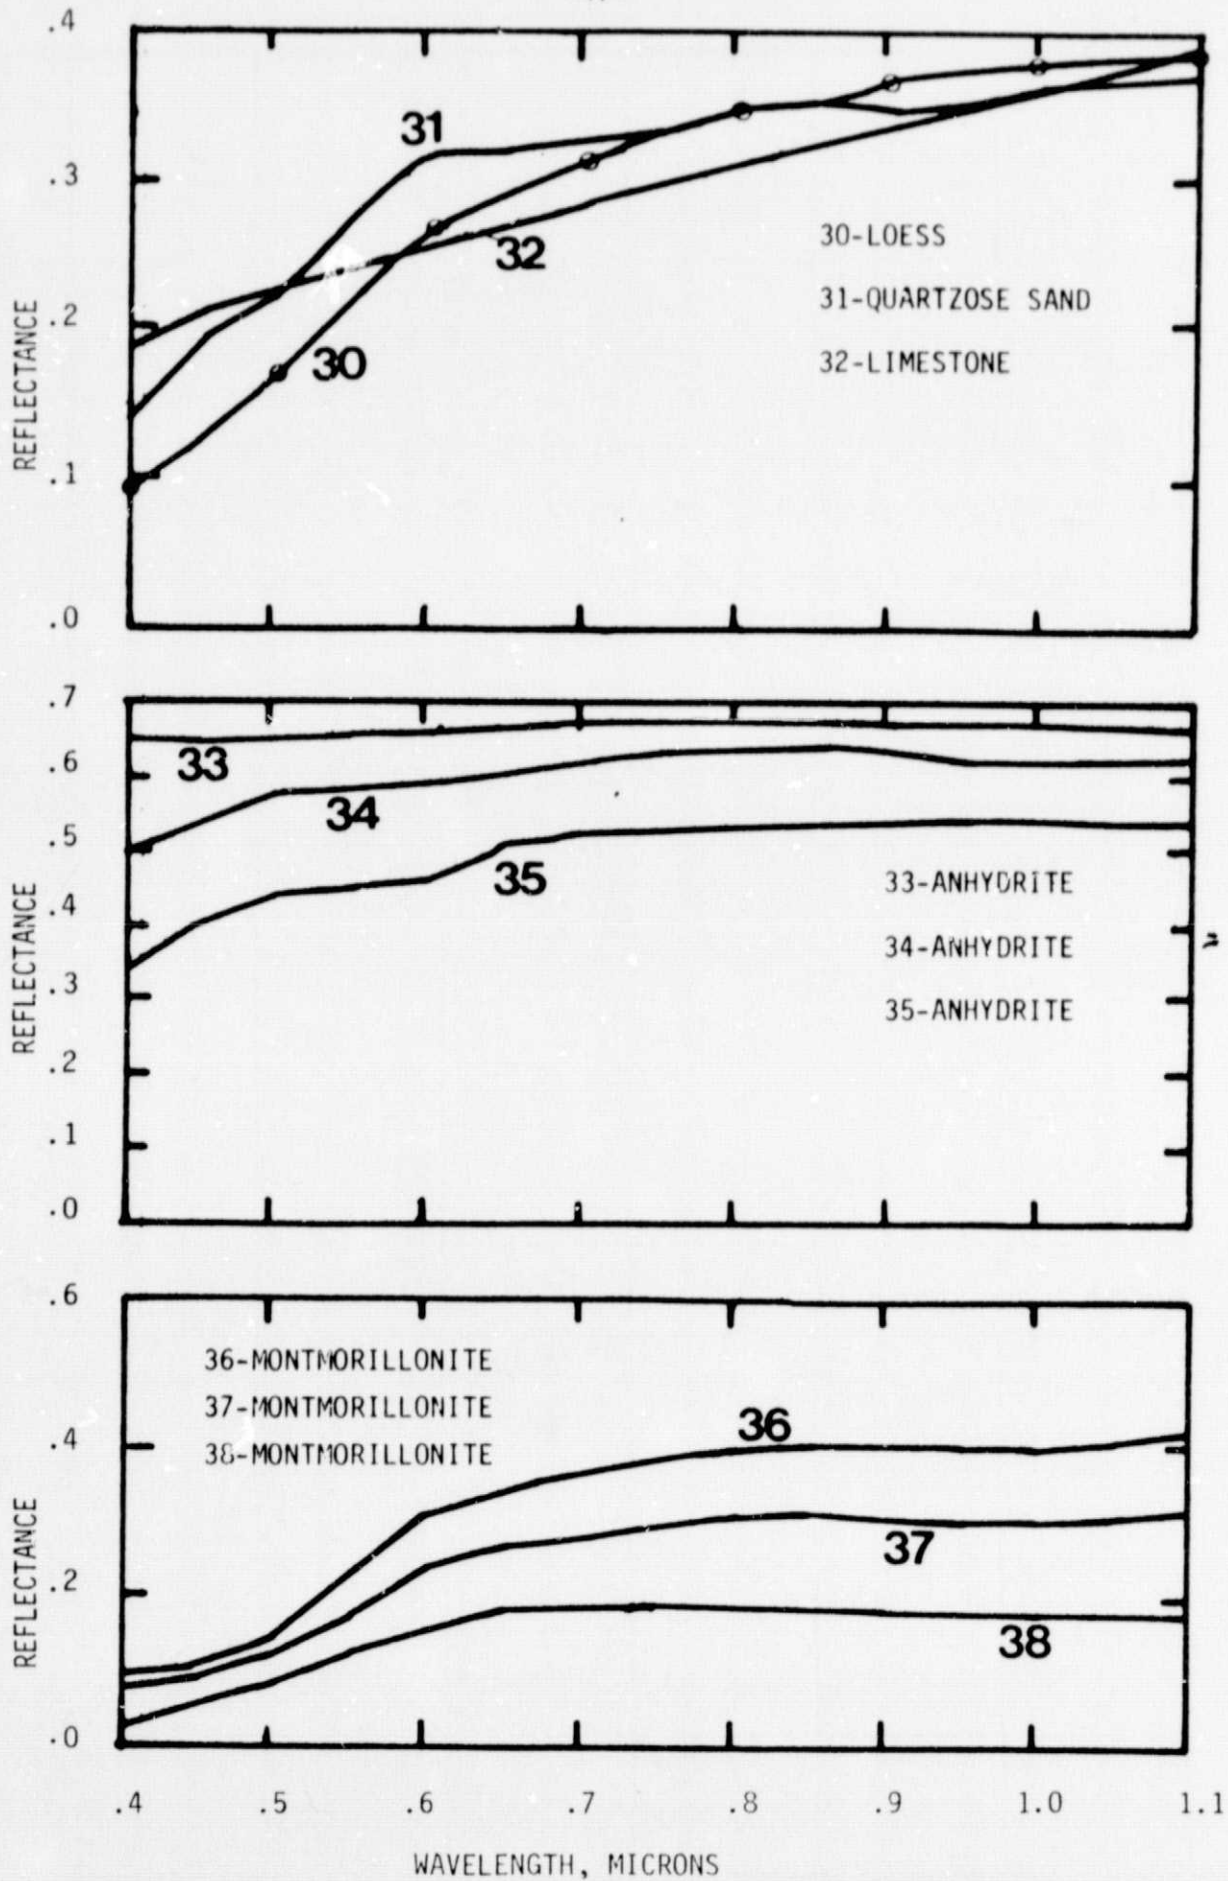 .4
31
.3
30-LOESS
32
31-QUARTZOSE SAND
.2
30
32-LIMESTONE
REFLECTANCE
.1
.0
.7
33
.6
34
.5
35
33-ANHYDRITE
.4
34-ANHYDRITE
REFLECTANCE
.3
35-ANHYDRITE
.2
.1
.0
.6
36-MONTMORILLONITE
37-MONTMORILLONITE
36
.4
38-MONTMORILLONITE
37
REFLECTANCE
.2
38
.0
.4 .5 .6 .7 .8 .9 1.0 1.1
WAVELENGTH, MICRONS